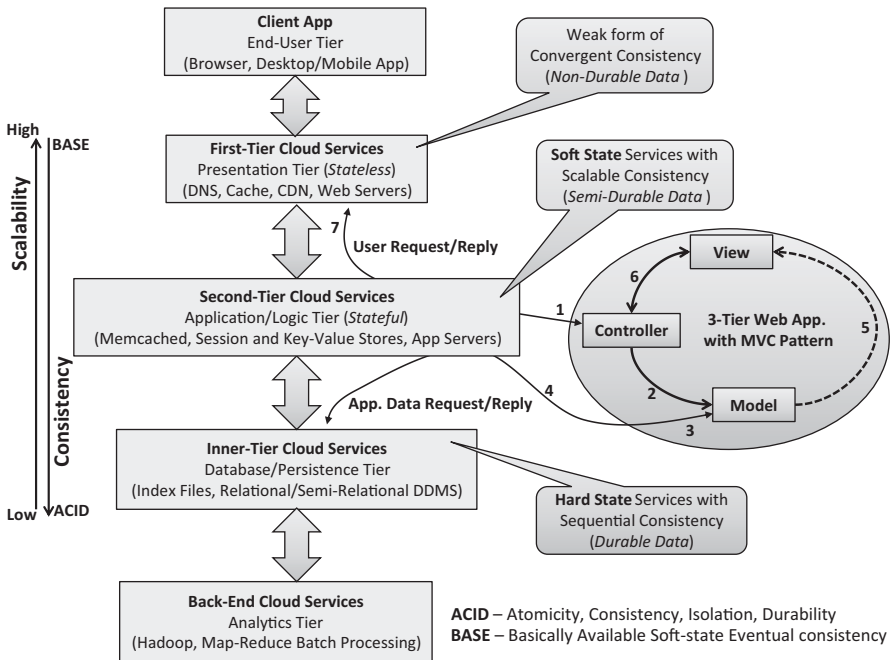 Client App
End-User Tier
(Browser, Desktop/Mobile App)
Weak form of
Convergent Consistency
(Non-Durable Data )
High
BASE
Scalability
First-Tier Cloud Services
Presentation Tier (Stateless)
(DNS, Cache, CDN, Web Servers)
Soft State Services with
Scalable Consistency
(Semi-Durable Data )
7
User Request/Reply
Second-Tier Cloud Services
Application/Logic Tier (Stateful)
(Memcached, Session and Key-Value Stores, App Servers)
1
View
6
Controller
3-Tier Web App.
with MVC Pattern
5
2
Model
4
3
App. Data Request/Reply
Consistency
Low
ACID
Inner-Tier Cloud Services
Database/Persistence Tier
(Index Files, Relational/Semi-Relational DDMS)
Hard State Services with
Sequential Consistency
(Durable Data)
Back-End Cloud Services
Analytics Tier
(Hadoop, Map-Reduce Batch Processing)
ACID – Atomicity, Consistency, Isolation, Durability
BASE – Basically Available Soft-state Eventual consistency